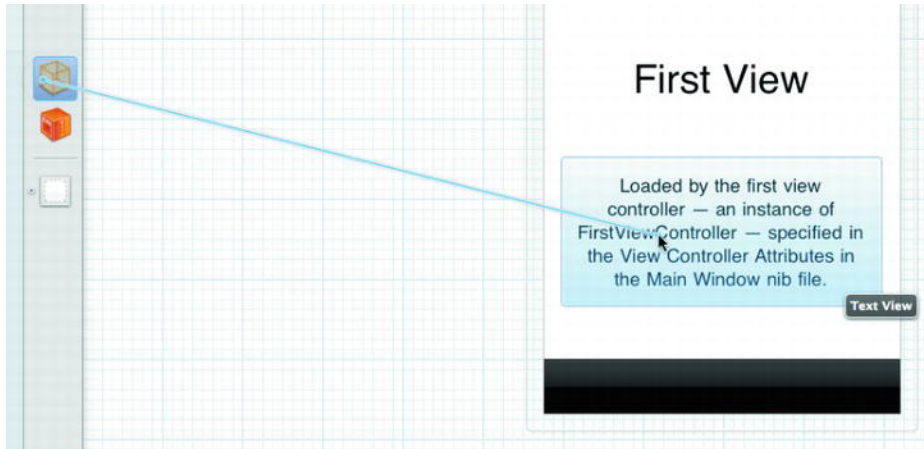 First View
Loaded by the first view
controller — an instance of
FirstViewController — specified in
the View Controller Attributes in
the Main Window nib file.
Text View